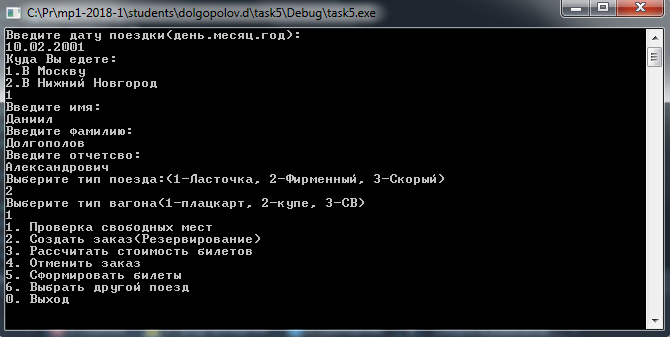 C:\Pr\mp1-2018-1\students\dolgopolov.d\task5\Debug\task5.exe
Введите дату поездки(день.месяц.год):
10.02.2001
Куда Вы едете:
1.В Москву
2.В Нижний Новгород
1
Введите имя:
Даниил
Введите фамилию:
Долгополов
Введите отчетсво:
Александрович
Выберите тип поезда:(1-Ласточка, 2-Фирменный, 3-Скорый)
2
Выберите тип вагона(1-плацкарт, 2-купе, 3-СВ)
1
1. Проверка свободных мест
2. Создать заказ(Резервирование)
3. Рассчитать стоимость билетов
4. Отменить заказ
5. Сформировать билеты
6. Выбрать другой поезд
0. Выход